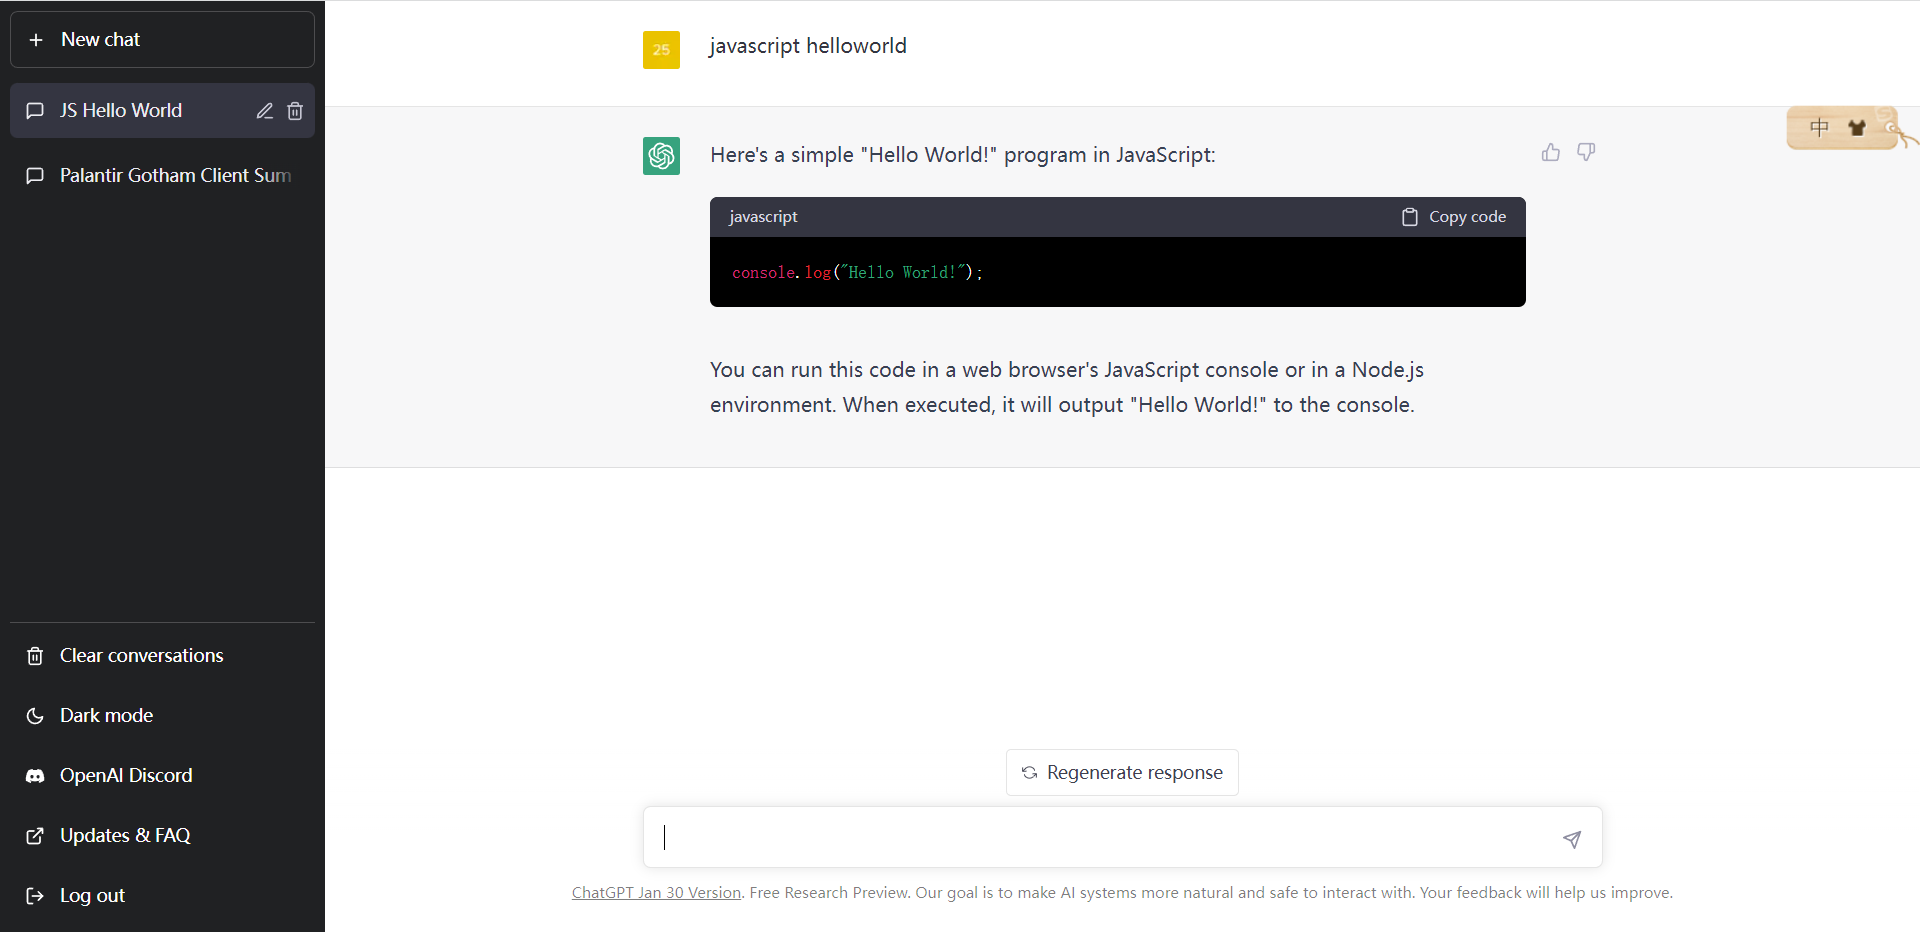 New chat
JS Hello World
Palantir Gotham Client Sum
Clear conversations
Dark mode
OpenAI Discord
Updates & FAQ
Log out
25
javascript helloworld
中
Here's a simple "Hello World!" program in JavaScript:
javascript
Copy code
console.log("Hello World!");
You can run this code in a web browser's JavaScript console or in a Node.js
environment. When executed, it will output "Hello World!" to the console.
Regenerate response
ChatGPT Jan 30 Version. Free Research Preview. Our goal is to make AI systems more natural and safe to interact with. Your feedback will help us improve.